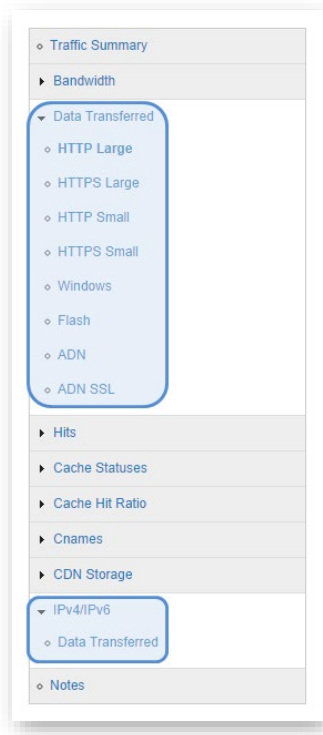 Traffic Summary
Bandwidth
Data Transferred
HTTP Large
HTTPS Large
HTTP Small
HTTPS Small
Windows
Flash
ADN
ADN SSL
Hits
Cache Statuses
Cache Hit Ratio
Cnames
CDN Storage
IPv4/IPv6
Data Transferred
Notes